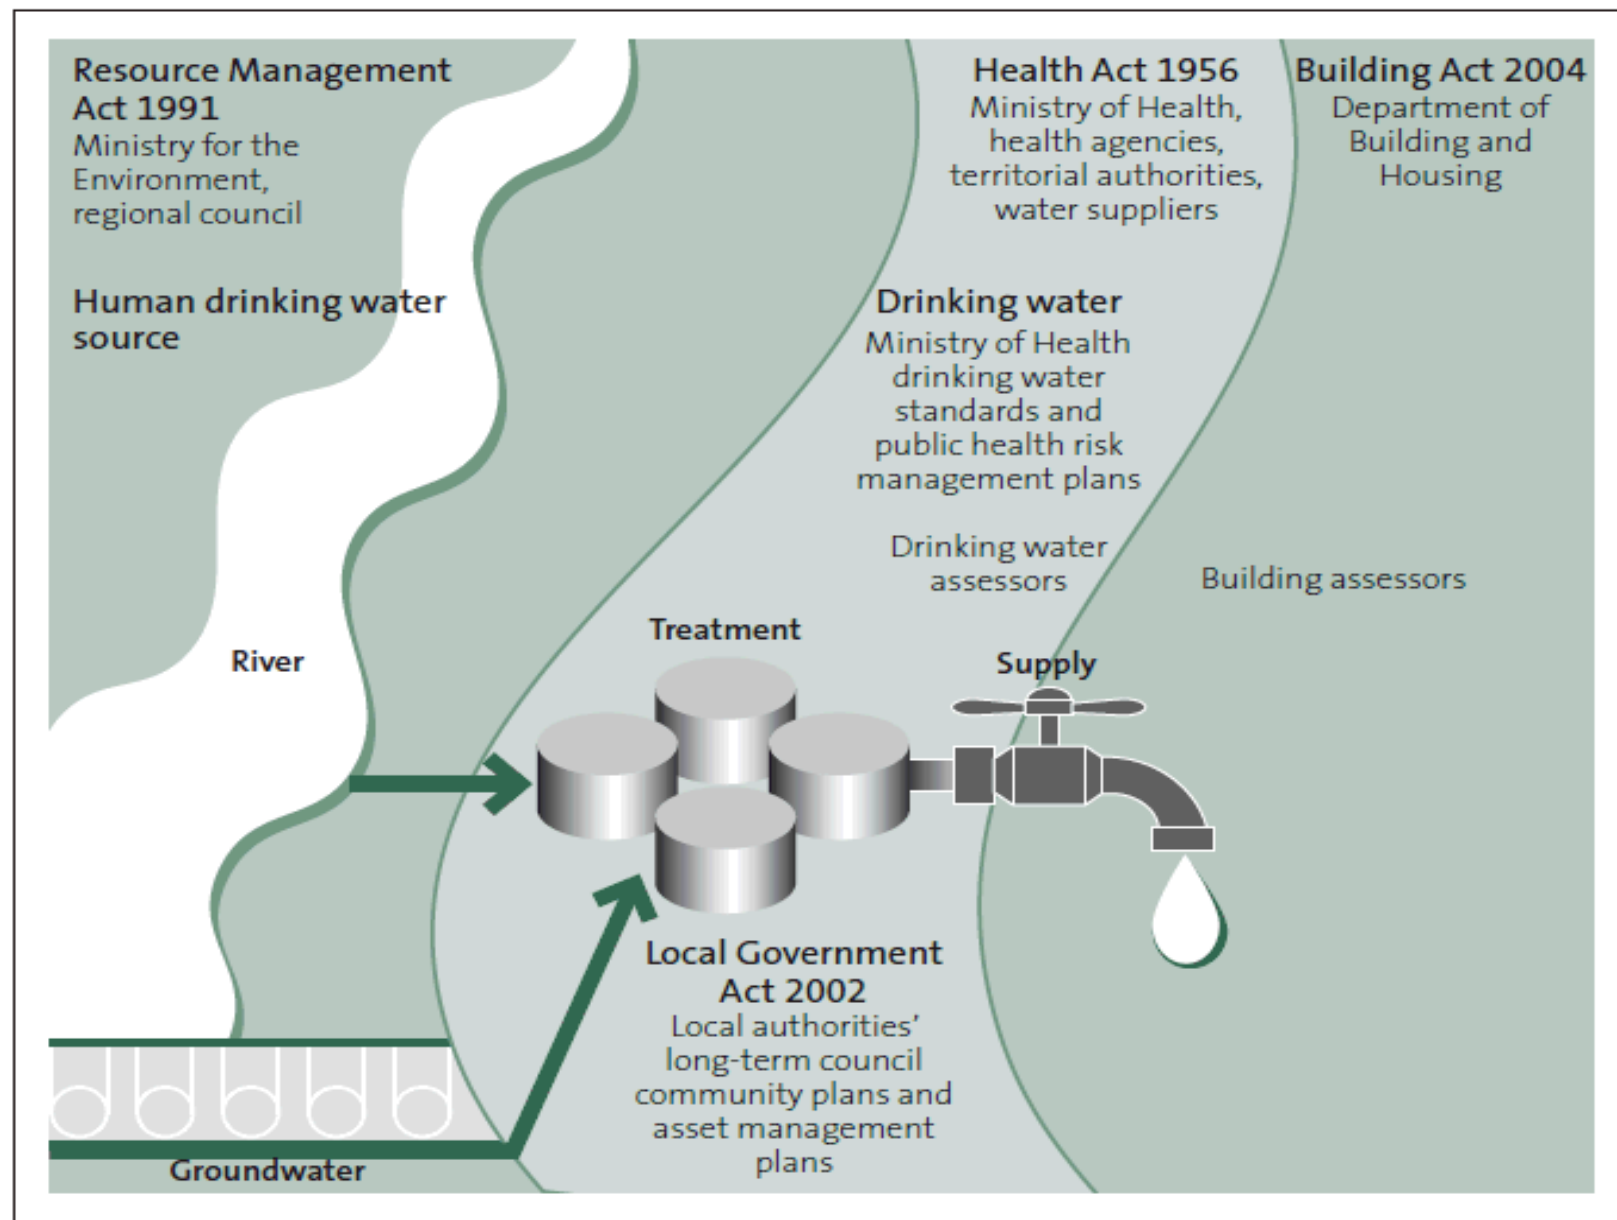 Resource Management
Act 1991
Ministry for the
Environment,
regional council
Human drinking water
source
River
Groundwater
Health Act 1956
Ministry of Health,
health agencies,
territorial authorities,
water suppliers
Drinking water
Ministry of Health
drinking water
standards and
public health risk
management plans
Drinking water
assessors
Treatment
Local Government
Act 2002
Local authorities’
long-term council
community plans and
asset management
plans
Building Act 2004
Department of
Building and
Housing
Building assessors
Supply